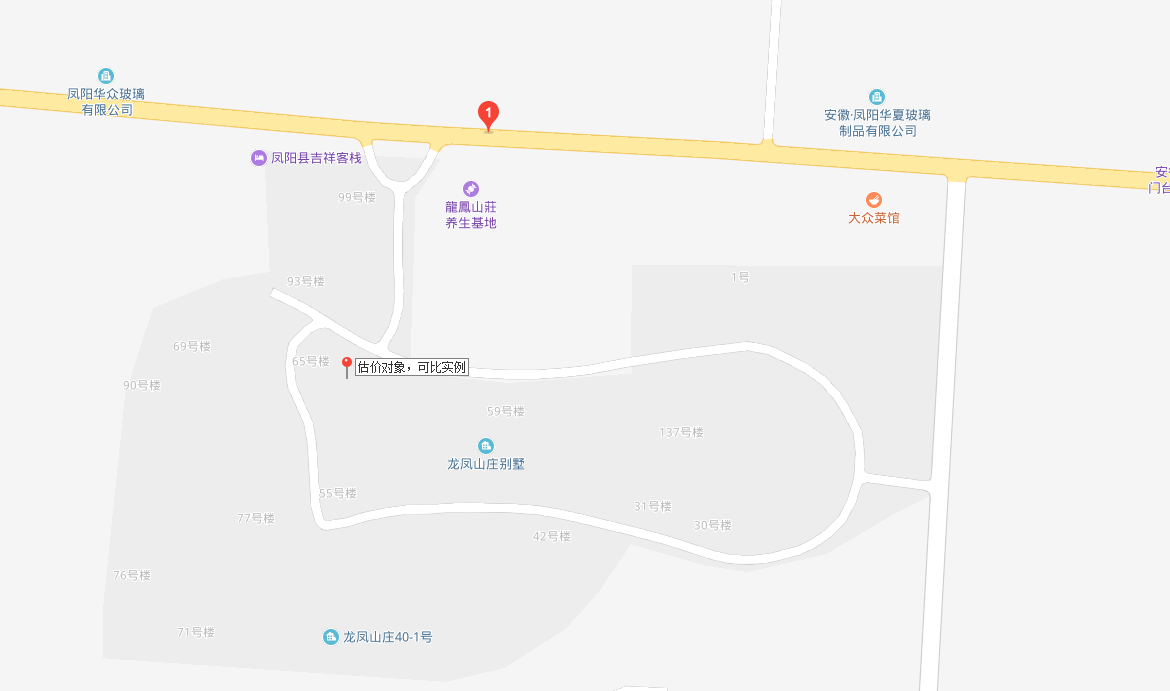 凤阳华众玻璃
有限公司
1
安徽·凤阳华夏玻璃
制品有限公司
凤阳县吉祥客栈
99号楼
龍鳳山莊
养生基地
大众菜馆
门台
93号楼
1号
69号楼
65号楼
估价对象，可比实例
90号楼
59号楼
137号楼
龙凤山庄别墅
55号楼
31号楼
77号楼
30号楼
42号楼
76号楼
71号楼
龙凤山庄40-1号